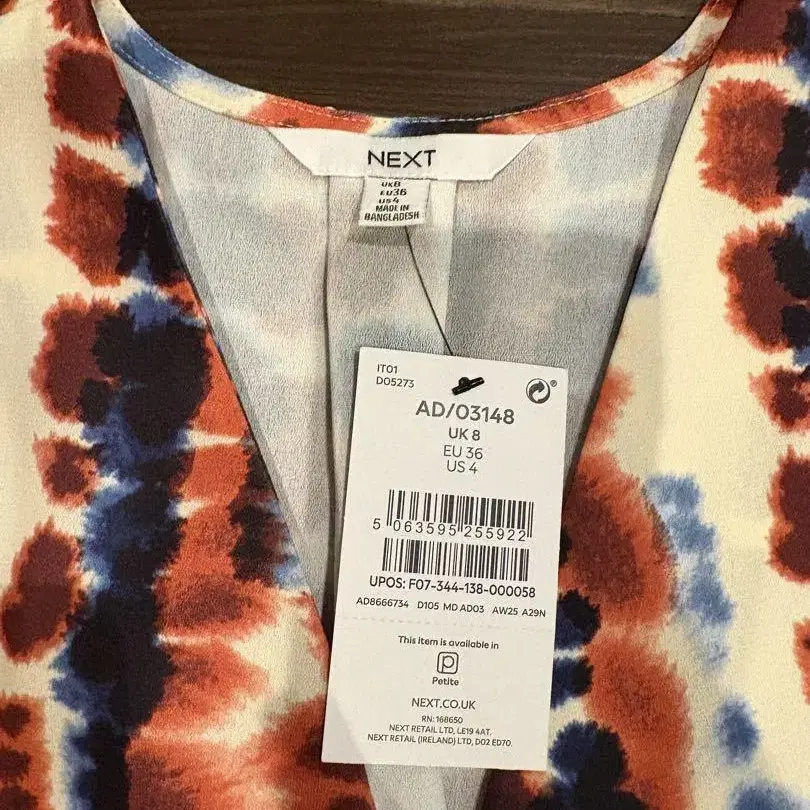 NEXT
UK8
EU36
US4
MADE IN
BANGLADESH
IT01
D05273
AD/03148
UK 8
EU 36
US 4
5 063595 255922
UPOS: F07-344-138-000058
AD8666734 D105 MD AD03 AW25 A29N
This item is available in
P
Petite
NEXT.CO.UK
RN: 168650
NEXT RETAIL LTD, LE19 4AT.
NEXT RETAIL (IRELAND) LTD, D02 ED70.